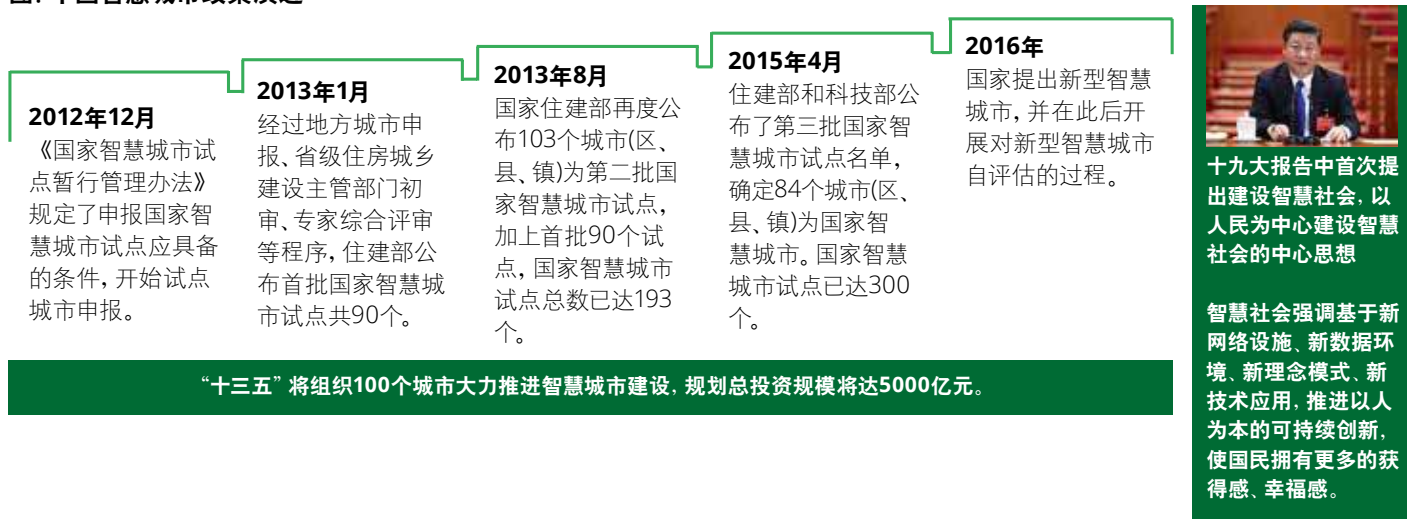 2012年12月
《国家智慧城市试
点暂行管理办法》
规定了申报国家智
慧城市试点应具备
的条件，开始试点
城市申报。
2013年1月
经过地方城市申
报、省级住房城乡
建设主管部门初
审、专家综合评审
等程序，住建部公
布首批国家智慧城
市试点共90个。
2013年8月
国家住建部再度公
布103个城市(区、
县、镇)为第二批国
家智慧城市试点，
加上首批90个试
点，国家智慧城市
试点总数已达193
个。
2015年4月
住建部和科技部公
布了第三批国家智
慧城市试点名单，
确定84个城市(区、
县、镇)为国家智
慧城市。国家智慧
城市试点已达300
个。
2016年
国家提出新型智慧
城市，并在此后开
展对新型智慧城市
自评估的过程。
“十三五”将组织100个城市大力推进智慧城市建设，规划总投资规模将达5000亿元。
十九大报告中首次提
出建设智慧社会，以
人民为中心建设智慧
社会的中心思想
智慧社会强调基于新
网络设施、新数据环
境、新理念模式、新
技术应用，推进以人
为本的可持续创新，
使国民拥有更多的获
得感、幸福感。